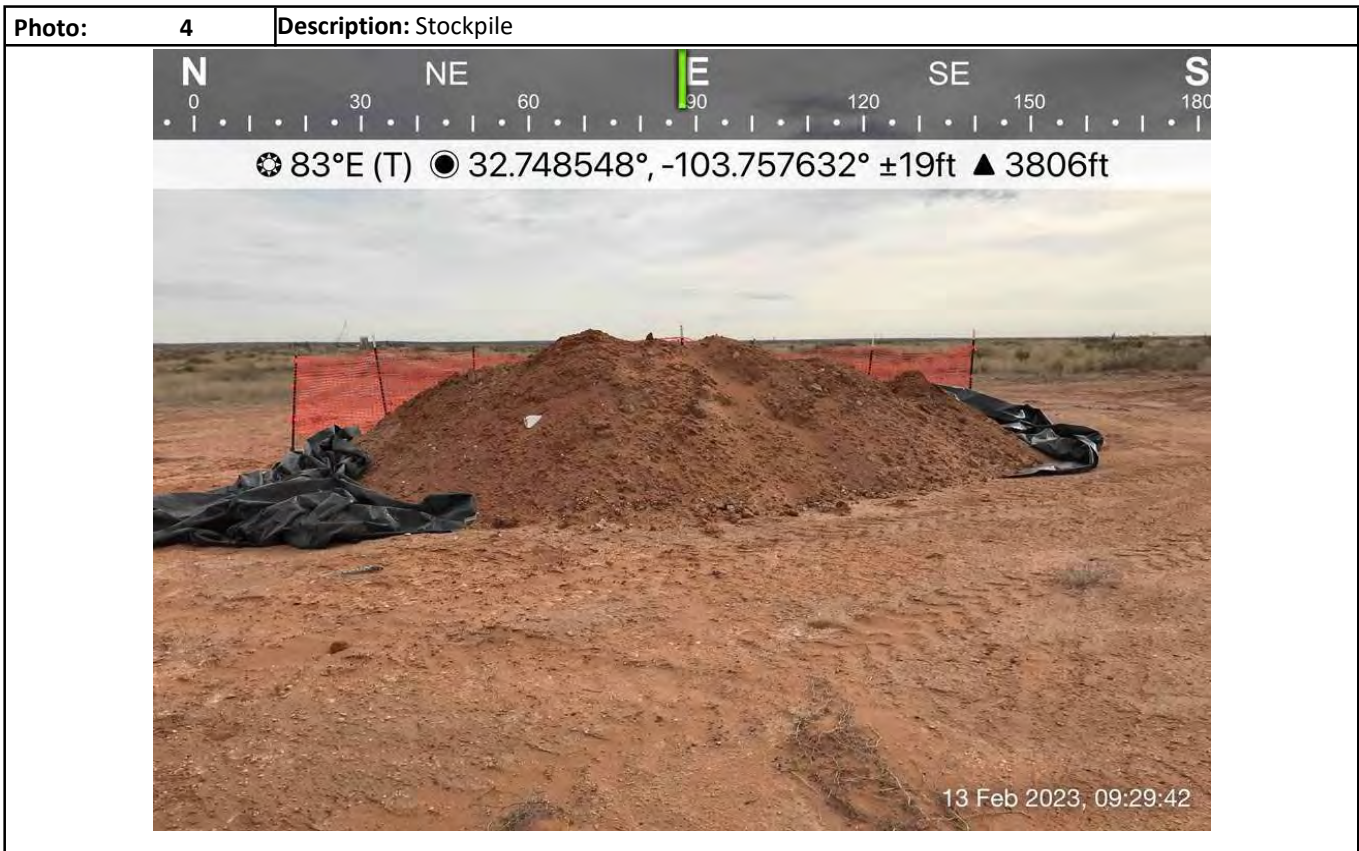 Photo: 4 Description: Stockpile
N NE E SE S
0 30 60 90 120 150 180
83°E (T) 32.748548°, -103.757632° ±19ft ▲ 3806ft
13 Feb 2023, 09:29:42